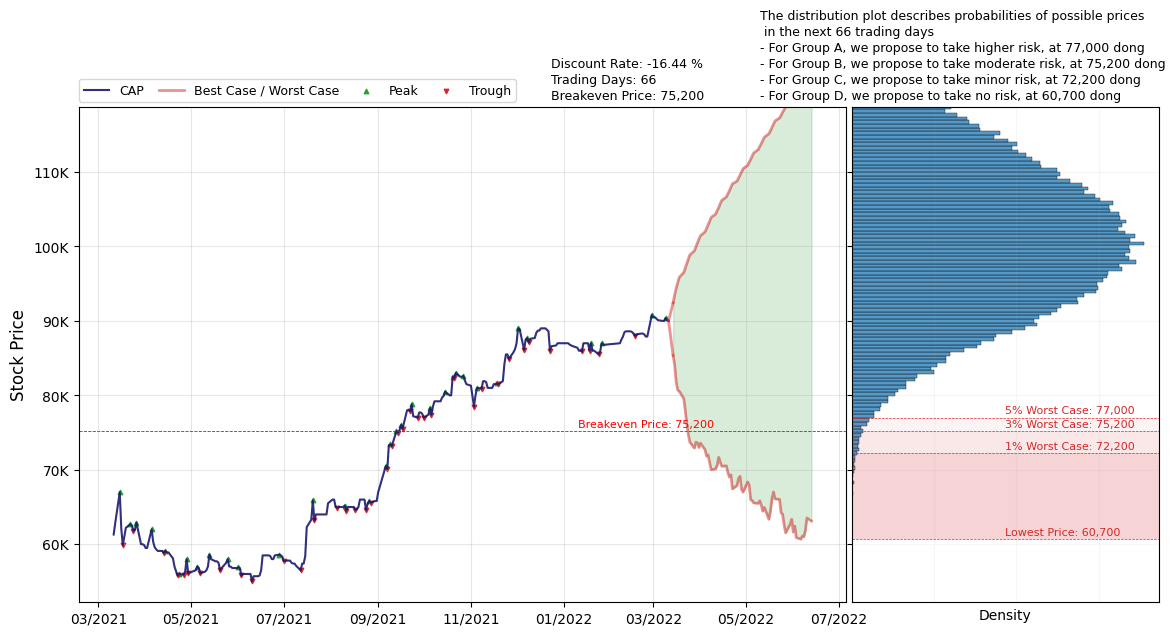 The distribution plot describes probabilities of possible prices
in the next 66 trading days
- For Group A, we propose to take higher risk, at 77,000 dong
- For Group B, we propose to take moderate risk, at 75,200 dong
- For Group C, we propose to take minor risk, at 72,200 dong
- For Group D, we propose to take no risk, at 60,700 dong
Discount Rate: -16.44 %
Trading Days: 66
Breakeven Price: 75,200
CAP
Best Case / Worst Case
Peak
Trough
Stock Price
110K
100K
90K
80K
70K
60K
Breakeven Price: 75,200
5% Worst Case: 77,000
3% Worst Case: 75,200
1% Worst Case: 72,200
Lowest Price: 60,700
03/2021
05/2021
07/2021
09/2021
11/2021
01/2022
03/2022
05/2022
07/2022
Density